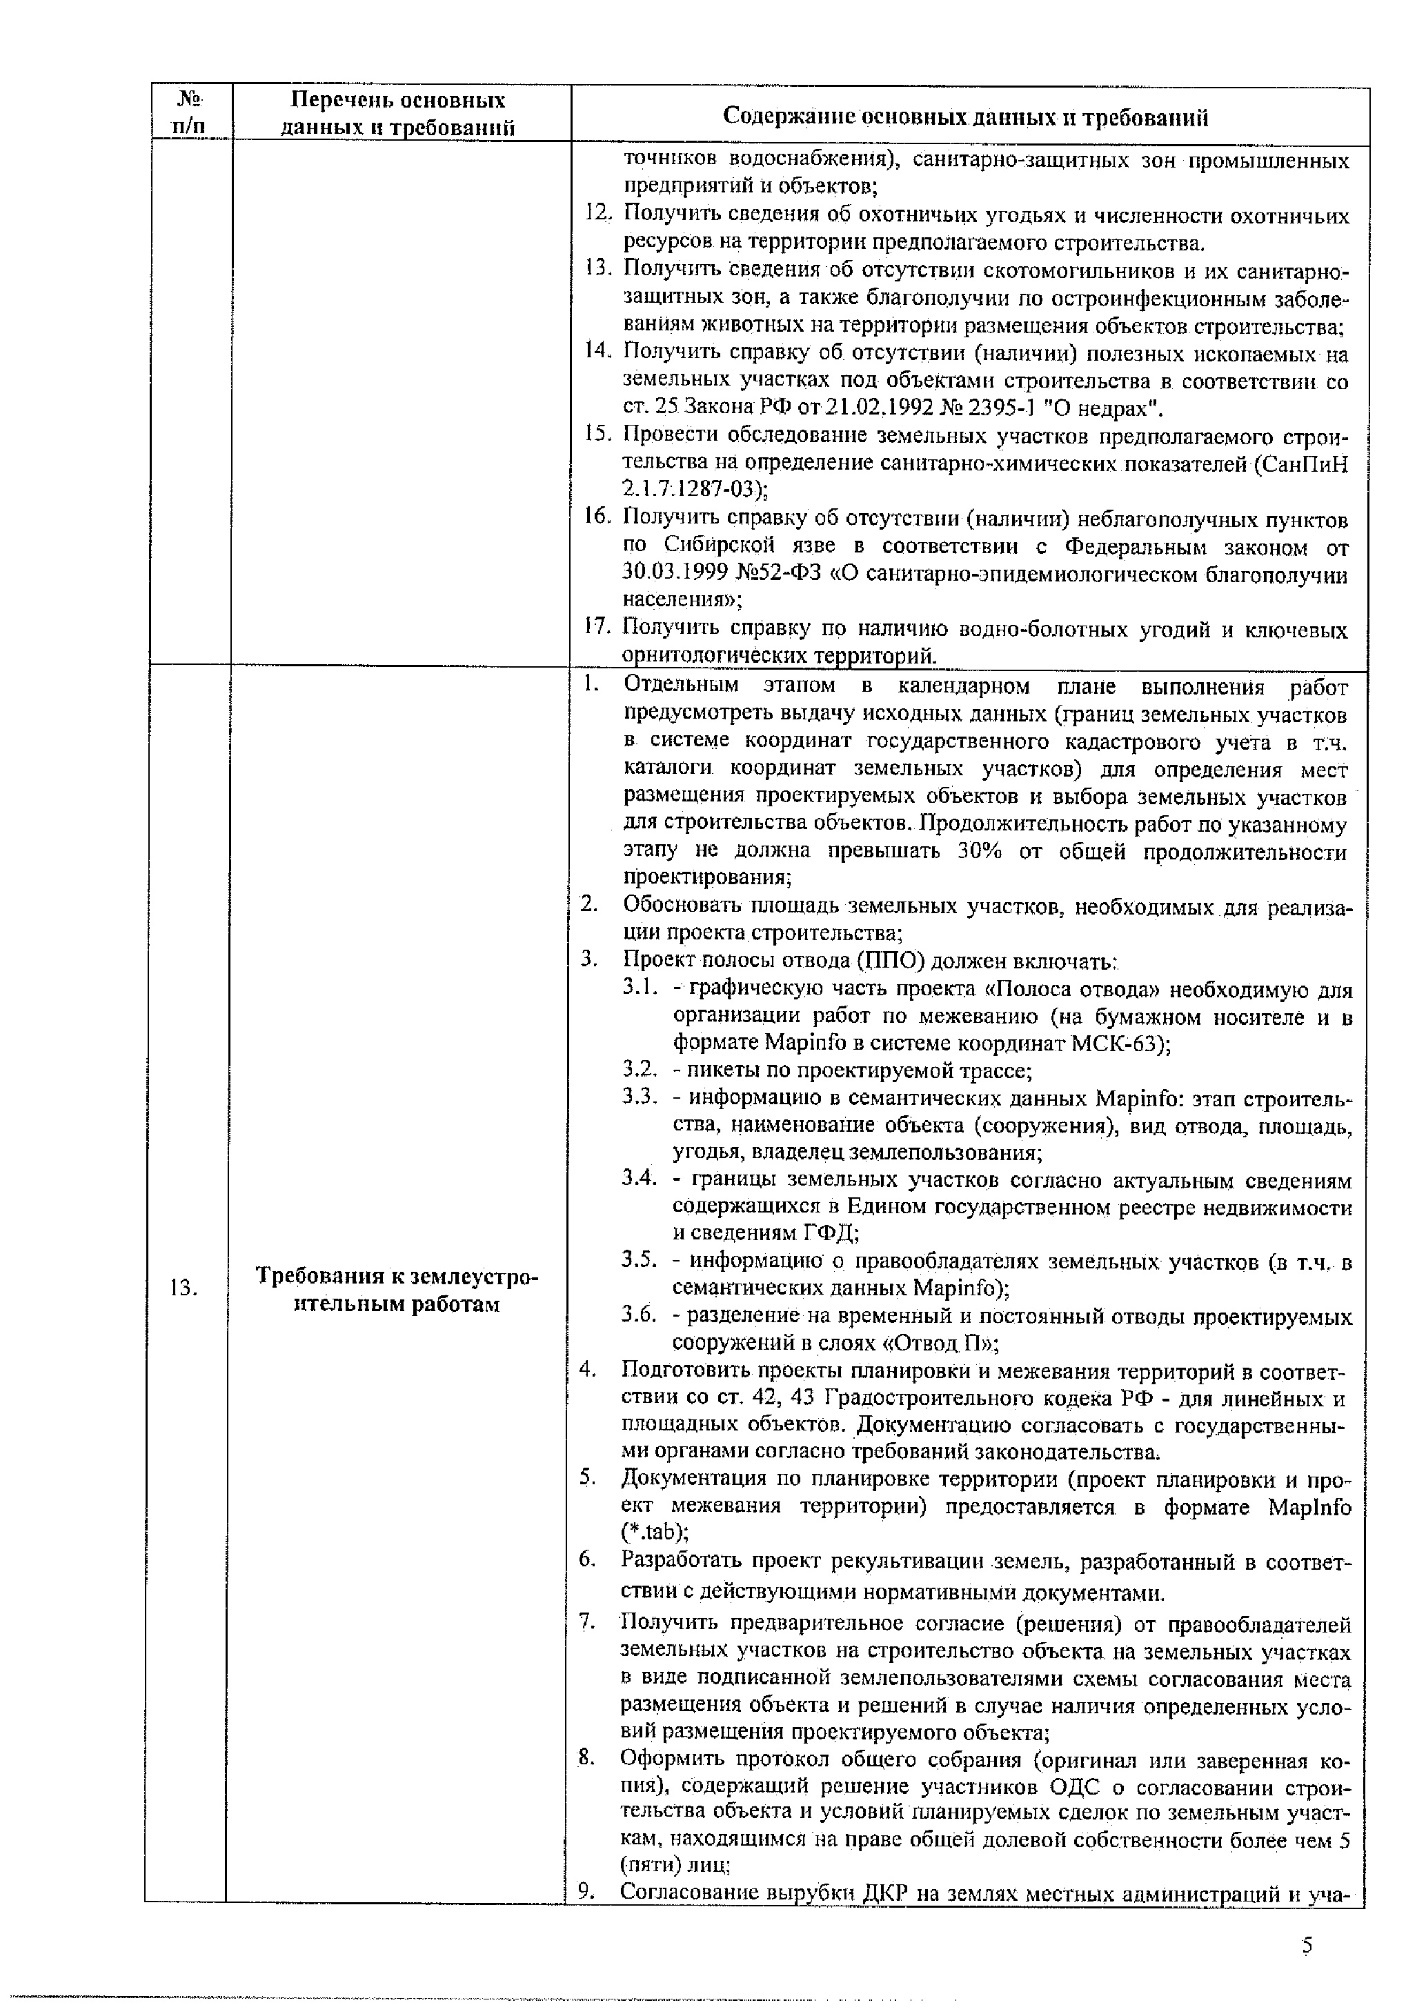 № п/п
Перечень основных данных и требований
Содержание основных данных и требований
точников водоснабжения), санитарно-защитных зон промышленных
предприятий и объектов;
12. Получить сведения об охотничьих угодьях и численности охотничьих
ресурсов на территории предполагаемого строительства.
13. Получить сведения об отсутствии скотомогильников и их санитарно-
защитных зон, а также благополучии по остроинфекционным заболе-
ваниям животных на территории размещения объектов строительства;
14. Получить справку об отсутствии (наличии) полезных ископаемых на
земельных участках под объектами строительства в соответствии со
ст. 25 Закона РФ от 21.02.1992 № 2395-1 "О недрах".
15. Провести обследование земельных участков предполагаемого строи-
тельства на определение санитарно-химических показателей (СанПиН
2.1.7.1287-03);
16. Получить справку об отсутствии (наличии) неблагополучных пунктов
по Сибирской язве в соответствии с Федеральным законом от
30.03.1999 №52-ФЗ «О санитарно-эпидемиологическом благополучии
населения»;
17. Получить справку по наличию водно-болотных угодий и ключевых
орнитологических территорий.
13.
Требования к землеустро-
ительным работам
1. Отдельным этапом в календарном плане выполнения работ
предусмотреть выдачу исходных данных (границ земельных участков
в системе координат государственного кадастрового учета в т.ч.
каталоги координат земельных участков) для определения мест
размещения проектируемых объектов и выбора земельных участков
для строительства объектов. Продолжительность работ по указанному
этапу не должна превышать 30% от общей продолжительности
проектирования;
2. Обосновать площадь земельных участков, необходимых для реализа-
ции проекта строительства;
3. Проект полосы отвода (ППО) должен включать:
3.1. - графическую часть проекта «Полоса отвода» необходимую для
организации работ по межеванию (на бумажном носителе и в
формате Mapinfo в системе координат МСК-63);
3.2. - пикеты по проектируемой трассе;
3.3. - информацию в семантических данных Mapinfo: этап строитель-
ства, наименование объекта (сооружения), вид отвода, площадь,
угодья, владелец землепользования;
3.4. - границы земельных участков согласно актуальным сведениям
содержащихся в Едином государственном реестре недвижимости
и сведениям ГФД;
3.5. - информацию о правообладателях земельных участков (в т.ч. в
семантических данных Mapinfo);
3.6. - разделение на временный и постоянный отводы проектируемых
сооружений в слоях «Отвод П»;
4. Подготовить проекты планировки и межевания территорий в соответ-
ствии со ст. 42, 43 Градостроительного кодека РФ - для линейных и
площадных объектов. Документацию согласовать с государственны-
ми органами согласно требований законодательства.
5. Документация по планировке территории (проект планировки и про-
ект межевания территории) предоставляется в формате MapInfo
(*.tab);
6. Разработать проект рекультивации земель, разработанный в соответ-
ствии с действующими нормативными документами.
7. Получить предварительное согласие (решения) от правообладателей
земельных участков на строительство объекта на земельных участках
в виде подписанной землепользователями схемы согласования места
размещения объекта и решений в случае наличия определенных усло-
вий размещения проектируемого объекта;
8. Оформить протокол общего собрания (оригинал или заверенная ко-
пия), содержащий решение участников ОДС о согласовании строи-
тельства объекта и условий планируемых сделок по земельным участ-
кам, находящимся на праве общей долевой собственности более чем 5
(пяти) лиц;
9. Согласование вырубки ДКР на землях местных администраций и уча-
5